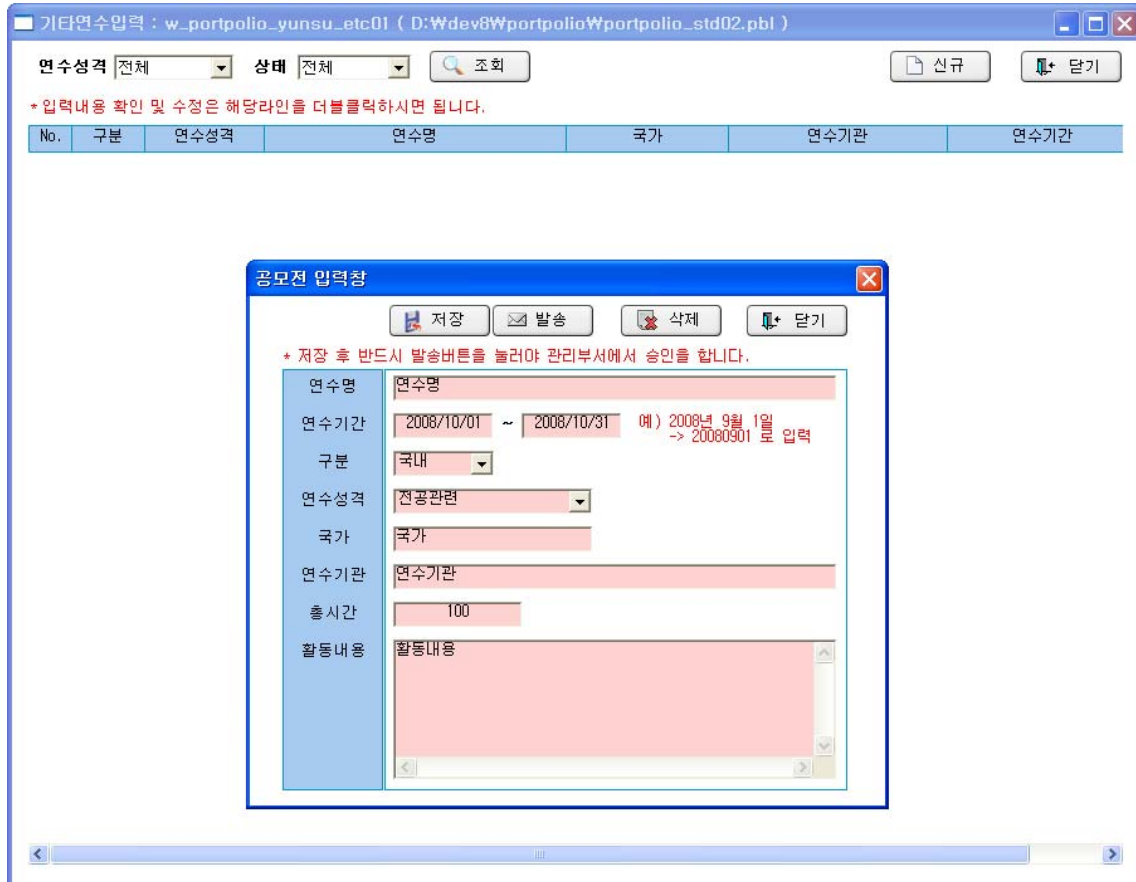 기타연수입력 : w_portpolio_yunsu_etc01 ( D:₩dev8₩portpolio₩portpolio_std02.pbl )
연수성격 전체 상태 전체 조회 신규 닫기
* 입력내용 확인 및 수정은 해당라인을 더블클릭하시면 됩니다.
No. 구분 연수성격 연수명 국가 연수기관 연수기간
공모전 입력창
저장 발송 삭제 닫기
* 저장 후 반드시 발송버튼을 눌러야 관리부서에서 승인을 합니다.
연수명 연수명
연수기간 2008/10/01 ~ 2008/10/31 예) 2008년 9월 1일
-> 20080901 로 입력
구분 국내
연수성격 전공관련
국가 국가
연수기관 연수기관
총시간 100
활동내용 활동내용